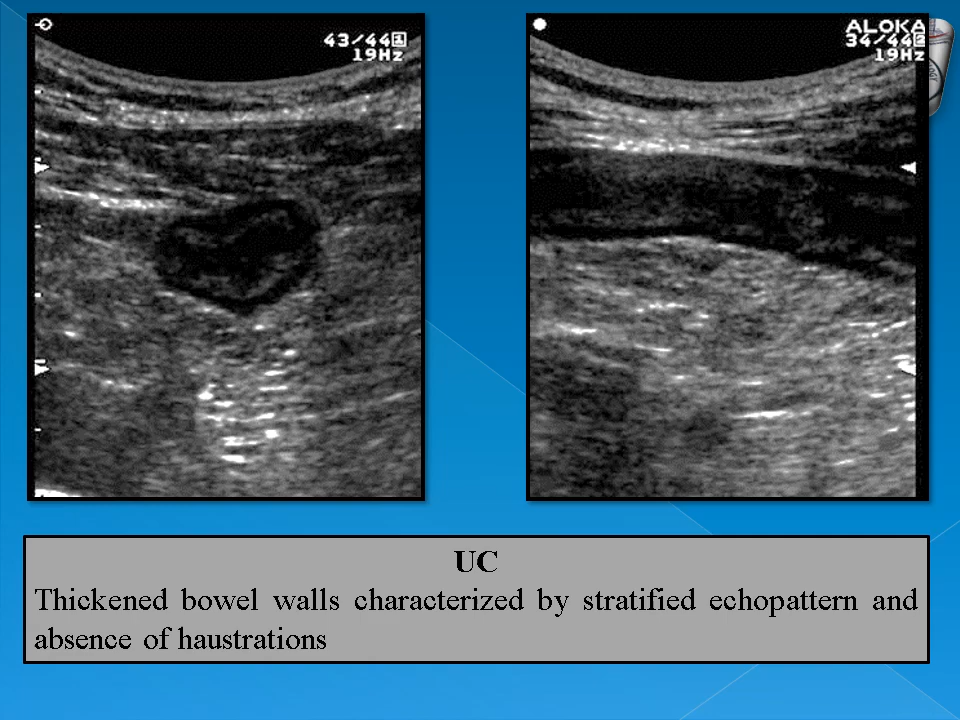 43/44
19Hz
ALOKA
34/44
19Hz
UC
Thickened bowel walls characterized by stratified echopattern and
absence of haustrations